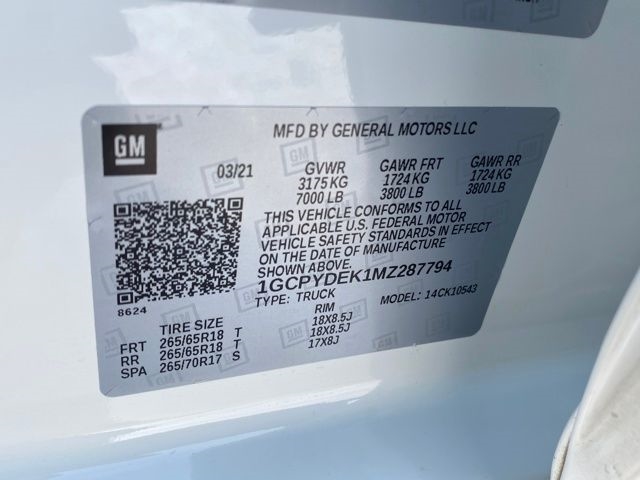 GM
MFD BY GENERAL MOTORS LLC
03/21 GVWR GAWR FRT GAWR RR
3175 KG 1724 KG 1724 KG
7000 LB 3800 LB 3800 LB
THIS VEHICLE CONFORMS TO ALL
APPLICABLE U.S. FEDERAL MOTOR
VEHICLE SAFETY STANDARDS IN EFFECT
ON THE DATE OF MANUFACTURE
SHOWN ABOVE.
1GCPYDEK1MZ287794
8624 TYPE: TRUCK MODEL: 14CK10543
TIRE SIZE RIM
FRT 265/65R18 T 18X8.5J
RR 265/65R18 T 18X8.5J
SPA 265/70R17 S 17X8J